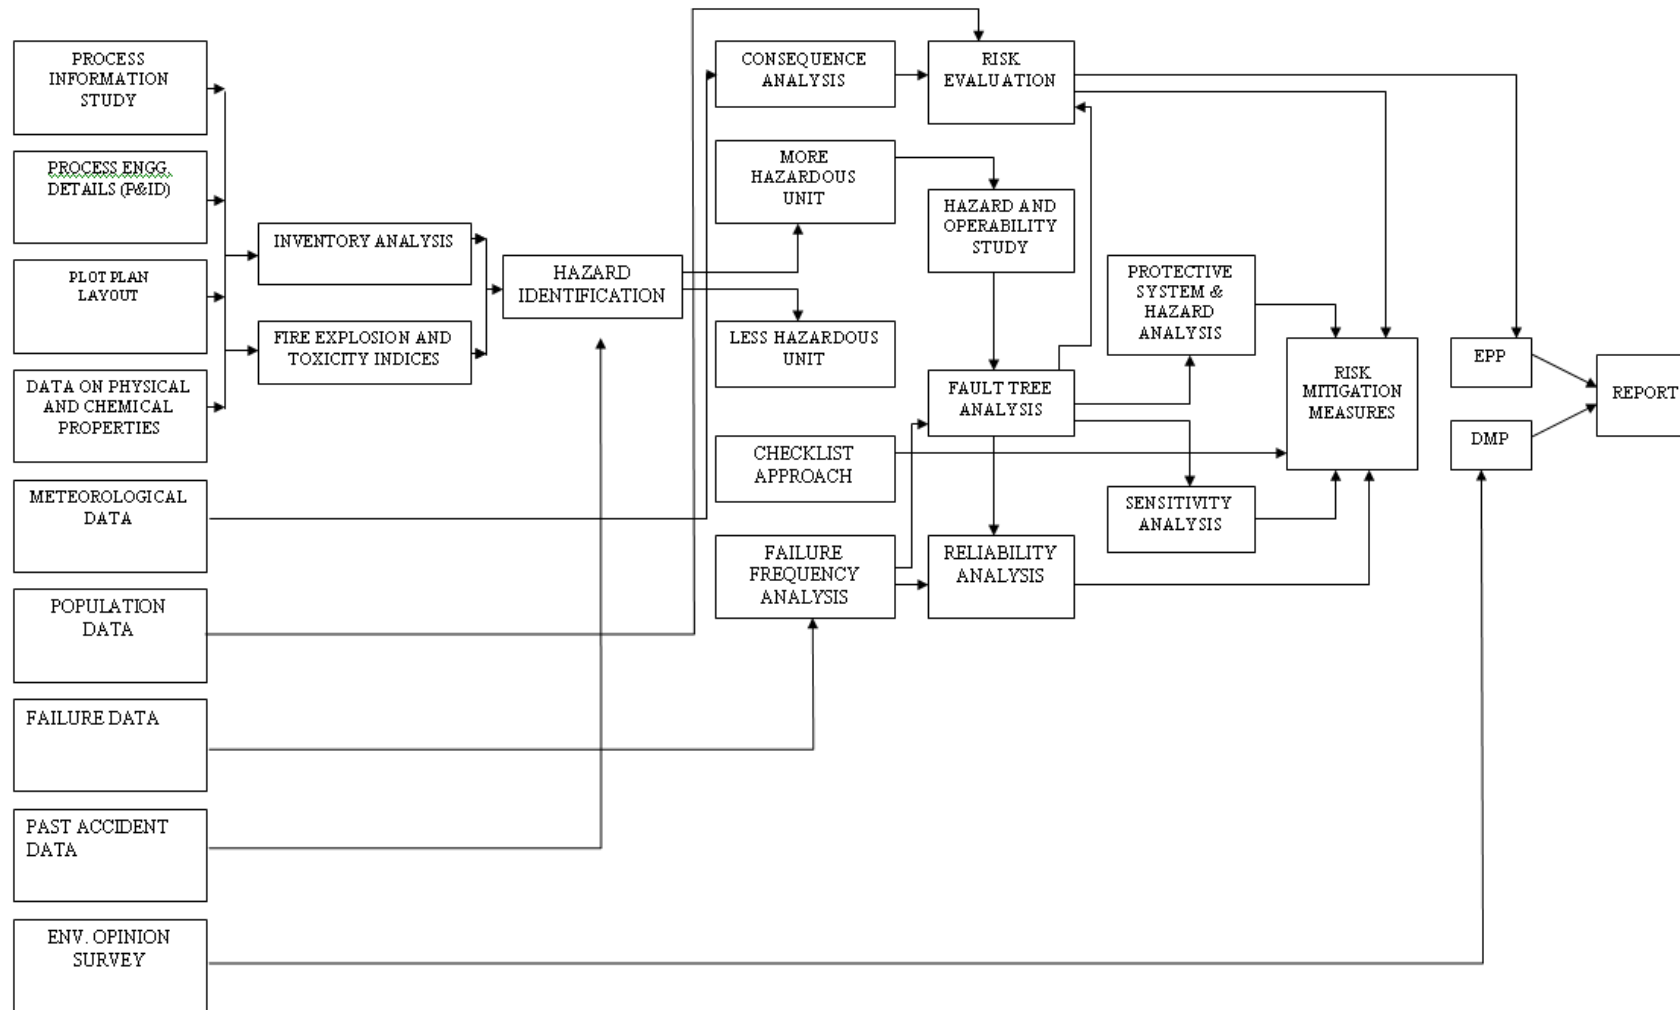 PROCESS
INFORMATION
STUDY
PROCESS ENGG.
DETAILS (P&ID)
PLOT PLAN
LAYOUT
DATA ON PHYSICAL
AND CHEMICAL
PROPERTIES
METEOROLOGICAL
DATA
POPULATION
DATA
FAILURE DATA
PAST ACCIDENT
DATA
ENV. OPINION
SURVEY
INVENTORY ANALYSIS
FIRE EXPLOSION AND
TOXICITY INDICES
HAZARD
IDENTIFICATION
CONSEQUENCE
ANALYSIS
MORE
HAZARDOUS
UNIT
LESS HAZARDOUS
UNIT
CHECKLIST
APPROACH
FAILURE
FREQUENCY
ANALYSIS
RISK
EVALUATION
HAZARD AND
OPERABILITY
STUDY
FAULT TREE
ANALYSIS
RELIABILITY
ANALYSIS
PROTECTIVE
SYSTEM &
HAZARD
ANALYSIS
SENSITIVITY
ANALYSIS
RISK
MITIGATION
MEASURES
EPP
DMP
REPORT